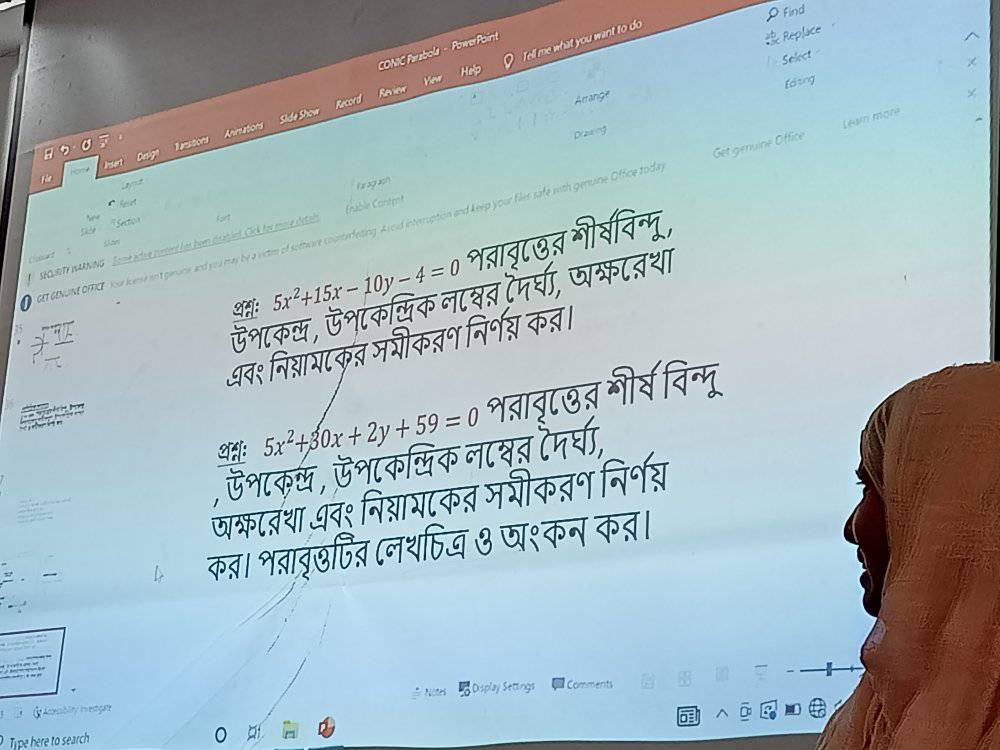 CONIC Parabola - PowerPoint
File Home Insert Design Transitions Animations Slide Show Record Review View Help Tell me what you want to do
Find
Replace
Select
Editing
Arrange
Drawing
Layout
Reset
Section
New
Slide
Slides
Font
Paragraph
Clipboard
SECURITY WARNING Some active content has been disabled. Click for more details. Enable Content
GET GENUINE OFFICE Your license isn't genuine, and you may be a victim of software counterfeiting. Avoid interruption and keep your files safe with genuine Office today. Get genuine Office Learn more
প্রশ্ন: 5x²+15x − 10y − 4 = 0 পরাবৃত্তের শীর্ষবিন্দু,
উপকেন্দ্র, উপকেন্দ্রিক লম্বের দৈর্ঘ্য, অক্ষরেখা
এবং নিয়ামকের সমীকরণ নির্ণয় কর।
প্রশ্ন: 5x²+30x + 2y + 59 = 0 পরাবৃত্তের শীর্ষ বিন্দু
, উপকেন্দ্র, উপকেন্দ্রিক লম্বের দৈর্ঘ্য,
অক্ষরেখা এবং নিয়ামকের সমীকরণ নির্ণয়
কর। পরাবৃত্তটির লেখচিত্র ও অংকন কর।
Accessibility: Investigate
Notes Display Settings Comments
Type here to search